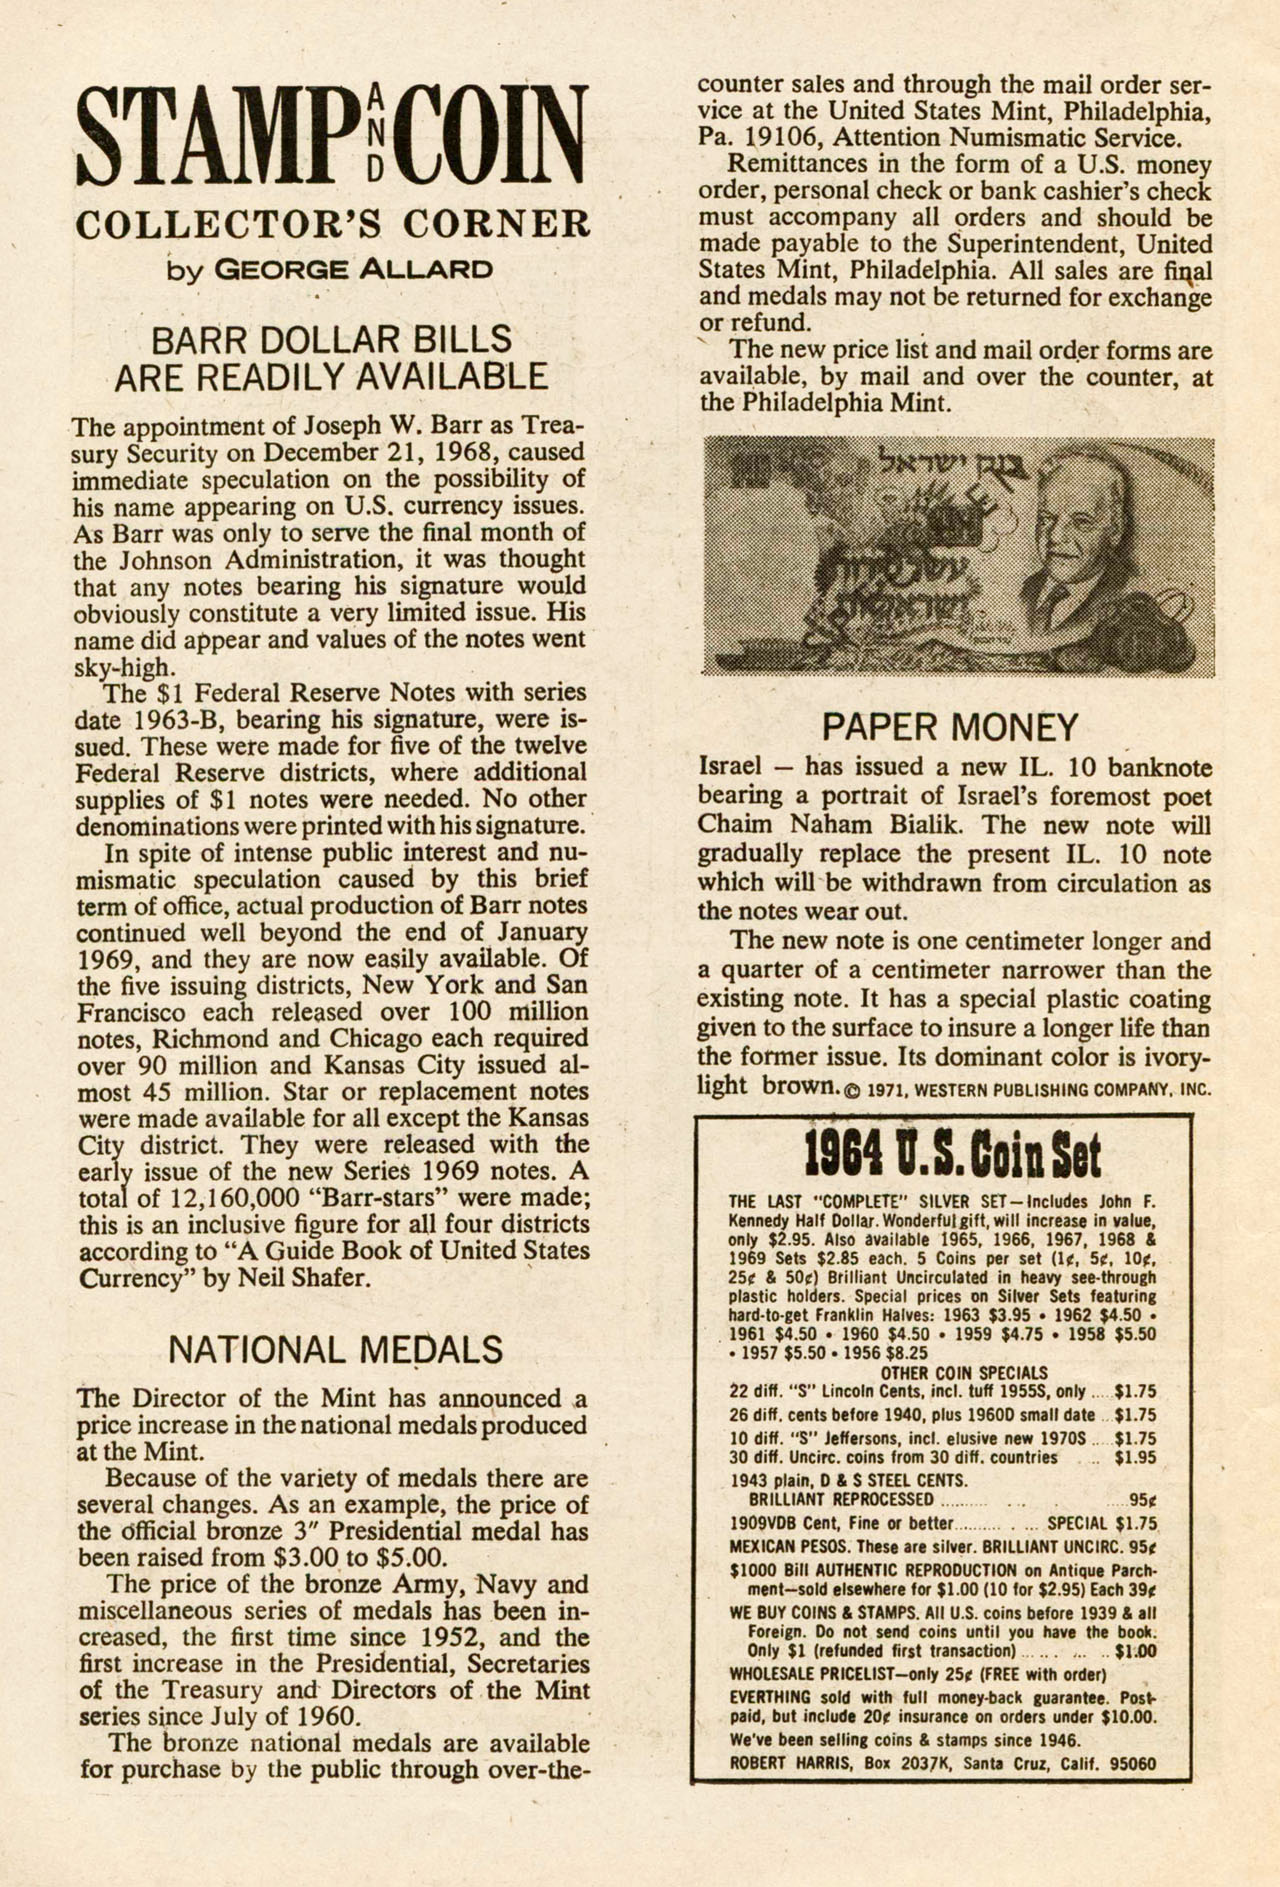 STAMP AND COIN
COLLECTOR'S CORNER
by GEORGE ALLARD
BARR DOLLAR BILLS
ARE READILY AVAILABLE
The appointment of Joseph W. Barr as Trea-
sury Security on December 21, 1968, caused
immediate speculation on the possibility of
his name appearing on U.S. currency issues.
As Barr was only to serve the final month of
the Johnson Administration, it was thought
that any notes bearing his signature would
obviously constitute a very limited issue. His
name did appear and values of the notes went
sky-high.
The $1 Federal Reserve Notes with series
date 1963-B, bearing his signature, were is-
sued. These were made for five of the twelve
Federal Reserve districts, where additional
supplies of $1 notes were needed. No other
denominations were printed with his signature.
In spite of intense public interest and nu-
mismatic speculation caused by this brief
term of office, actual production of Barr notes
continued well beyond the end of January
1969, and they are now easily available. Of
the five issuing districts, New York and San
Francisco each released over 100 million
notes, Richmond and Chicago each required
over 90 million and Kansas City issued al-
most 45 million. Star or replacement notes
were made available for all except the Kansas
City district. They were released with the
early issue of the new Series 1969 notes. A
total of 12,160,000 "Barr-stars" were made;
this is an inclusive figure for all four districts
according to "A Guide Book of United States
Currency" by Neil Shafer.
NATIONAL MEDALS
The Director of the Mint has announced a
price increase in the national medals produced
at the Mint.
Because of the variety of medals there are
several changes. As an example, the price of
the official bronze 3" Presidential medal has
been raised from $3.00 to $5.00.
The price of the bronze Army, Navy and
miscellaneous series of medals has been in-
creased, the first time since 1952, and the
first increase in the Presidential, Secretaries
of the Treasury and Directors of the Mint
series since July of 1960.
The bronze national medals are available
for purchase by the public through over-the-
counter sales and through the mail order ser-
vice at the United States Mint, Philadelphia,
Pa. 19106, Attention Numismatic Service.
Remittances in the form of a U.S. money
order, personal check or bank cashier's check
must accompany all orders and should be
made payable to the Superintendent, United
States Mint, Philadelphia. All sales are final
and medals may not be returned for exchange
or refund.
The new price list and mail order forms are
available, by mail and over the counter, at
the Philadelphia Mint.
בנק ישראל
עשר לירות
ישראליות
PAPER MONEY
Israel — has issued a new IL. 10 banknote
bearing a portrait of Israel's foremost poet
Chaim Naham Bialik. The new note will
gradually replace the present IL. 10 note
which will be withdrawn from circulation as
the notes wear out.
The new note is one centimeter longer and
a quarter of a centimeter narrower than the
existing note. It has a special plastic coating
given to the surface to insure a longer life than
the former issue. Its dominant color is ivory-
light brown. © 1971, WESTERN PUBLISHING COMPANY, INC.
1964 U.S. Coin Set
THE LAST "COMPLETE" SILVER SET—Includes John F.
Kennedy Half Dollar. Wonderful gift, will increase in value,
only $2.95. Also available 1965, 1966, 1967, 1968 &
1969 Sets $2.85 each. 5 Coins per set (1¢, 5¢, 10¢,
25¢ & 50¢) Brilliant Uncirculated in heavy see-through
plastic holders. Special prices on Silver Sets featuring
hard-to-get Franklin Halves: 1963 $3.95 • 1962 $4.50 •
1961 $4.50 • 1960 $4.50 • 1959 $4.75 • 1958 $5.50
• 1957 $5.50 • 1956 $8.25
OTHER COIN SPECIALS
22 diff. "S" Lincoln Cents, incl. tuff 1955S, only .... $1.75
26 diff. cents before 1940, plus 1960D small date .. $1.75
10 diff. "S" Jeffersons, incl. elusive new 1970S .... $1.75
30 diff. Uncirc. coins from 30 diff. countries .. $1.95
1943 plain, D & S STEEL CENTS.
BRILLIANT REPROCESSED .......... 95¢
1909VDB Cent, Fine or better.......... SPECIAL $1.75
MEXICAN PESOS. These are silver. BRILLIANT UNCIRC. 95¢
$1000 Bill AUTHENTIC REPRODUCTION on Antique Parch-
ment—sold elsewhere for $1.00 (10 for $2.95) Each 39¢
WE BUY COINS & STAMPS. All U.S. coins before 1939 & all
Foreign. Do not send coins until you have the book.
Only $1 (refunded first transaction) .......... $1.00
WHOLESALE PRICELIST—only 25¢ (FREE with order)
EVERTHING sold with full money-back guarantee. Post-
paid, but include 20¢ insurance on orders under $10.00.
We've been selling coins & stamps since 1946.
ROBERT HARRIS, Box 2037K, Santa Cruz, Calif. 95060